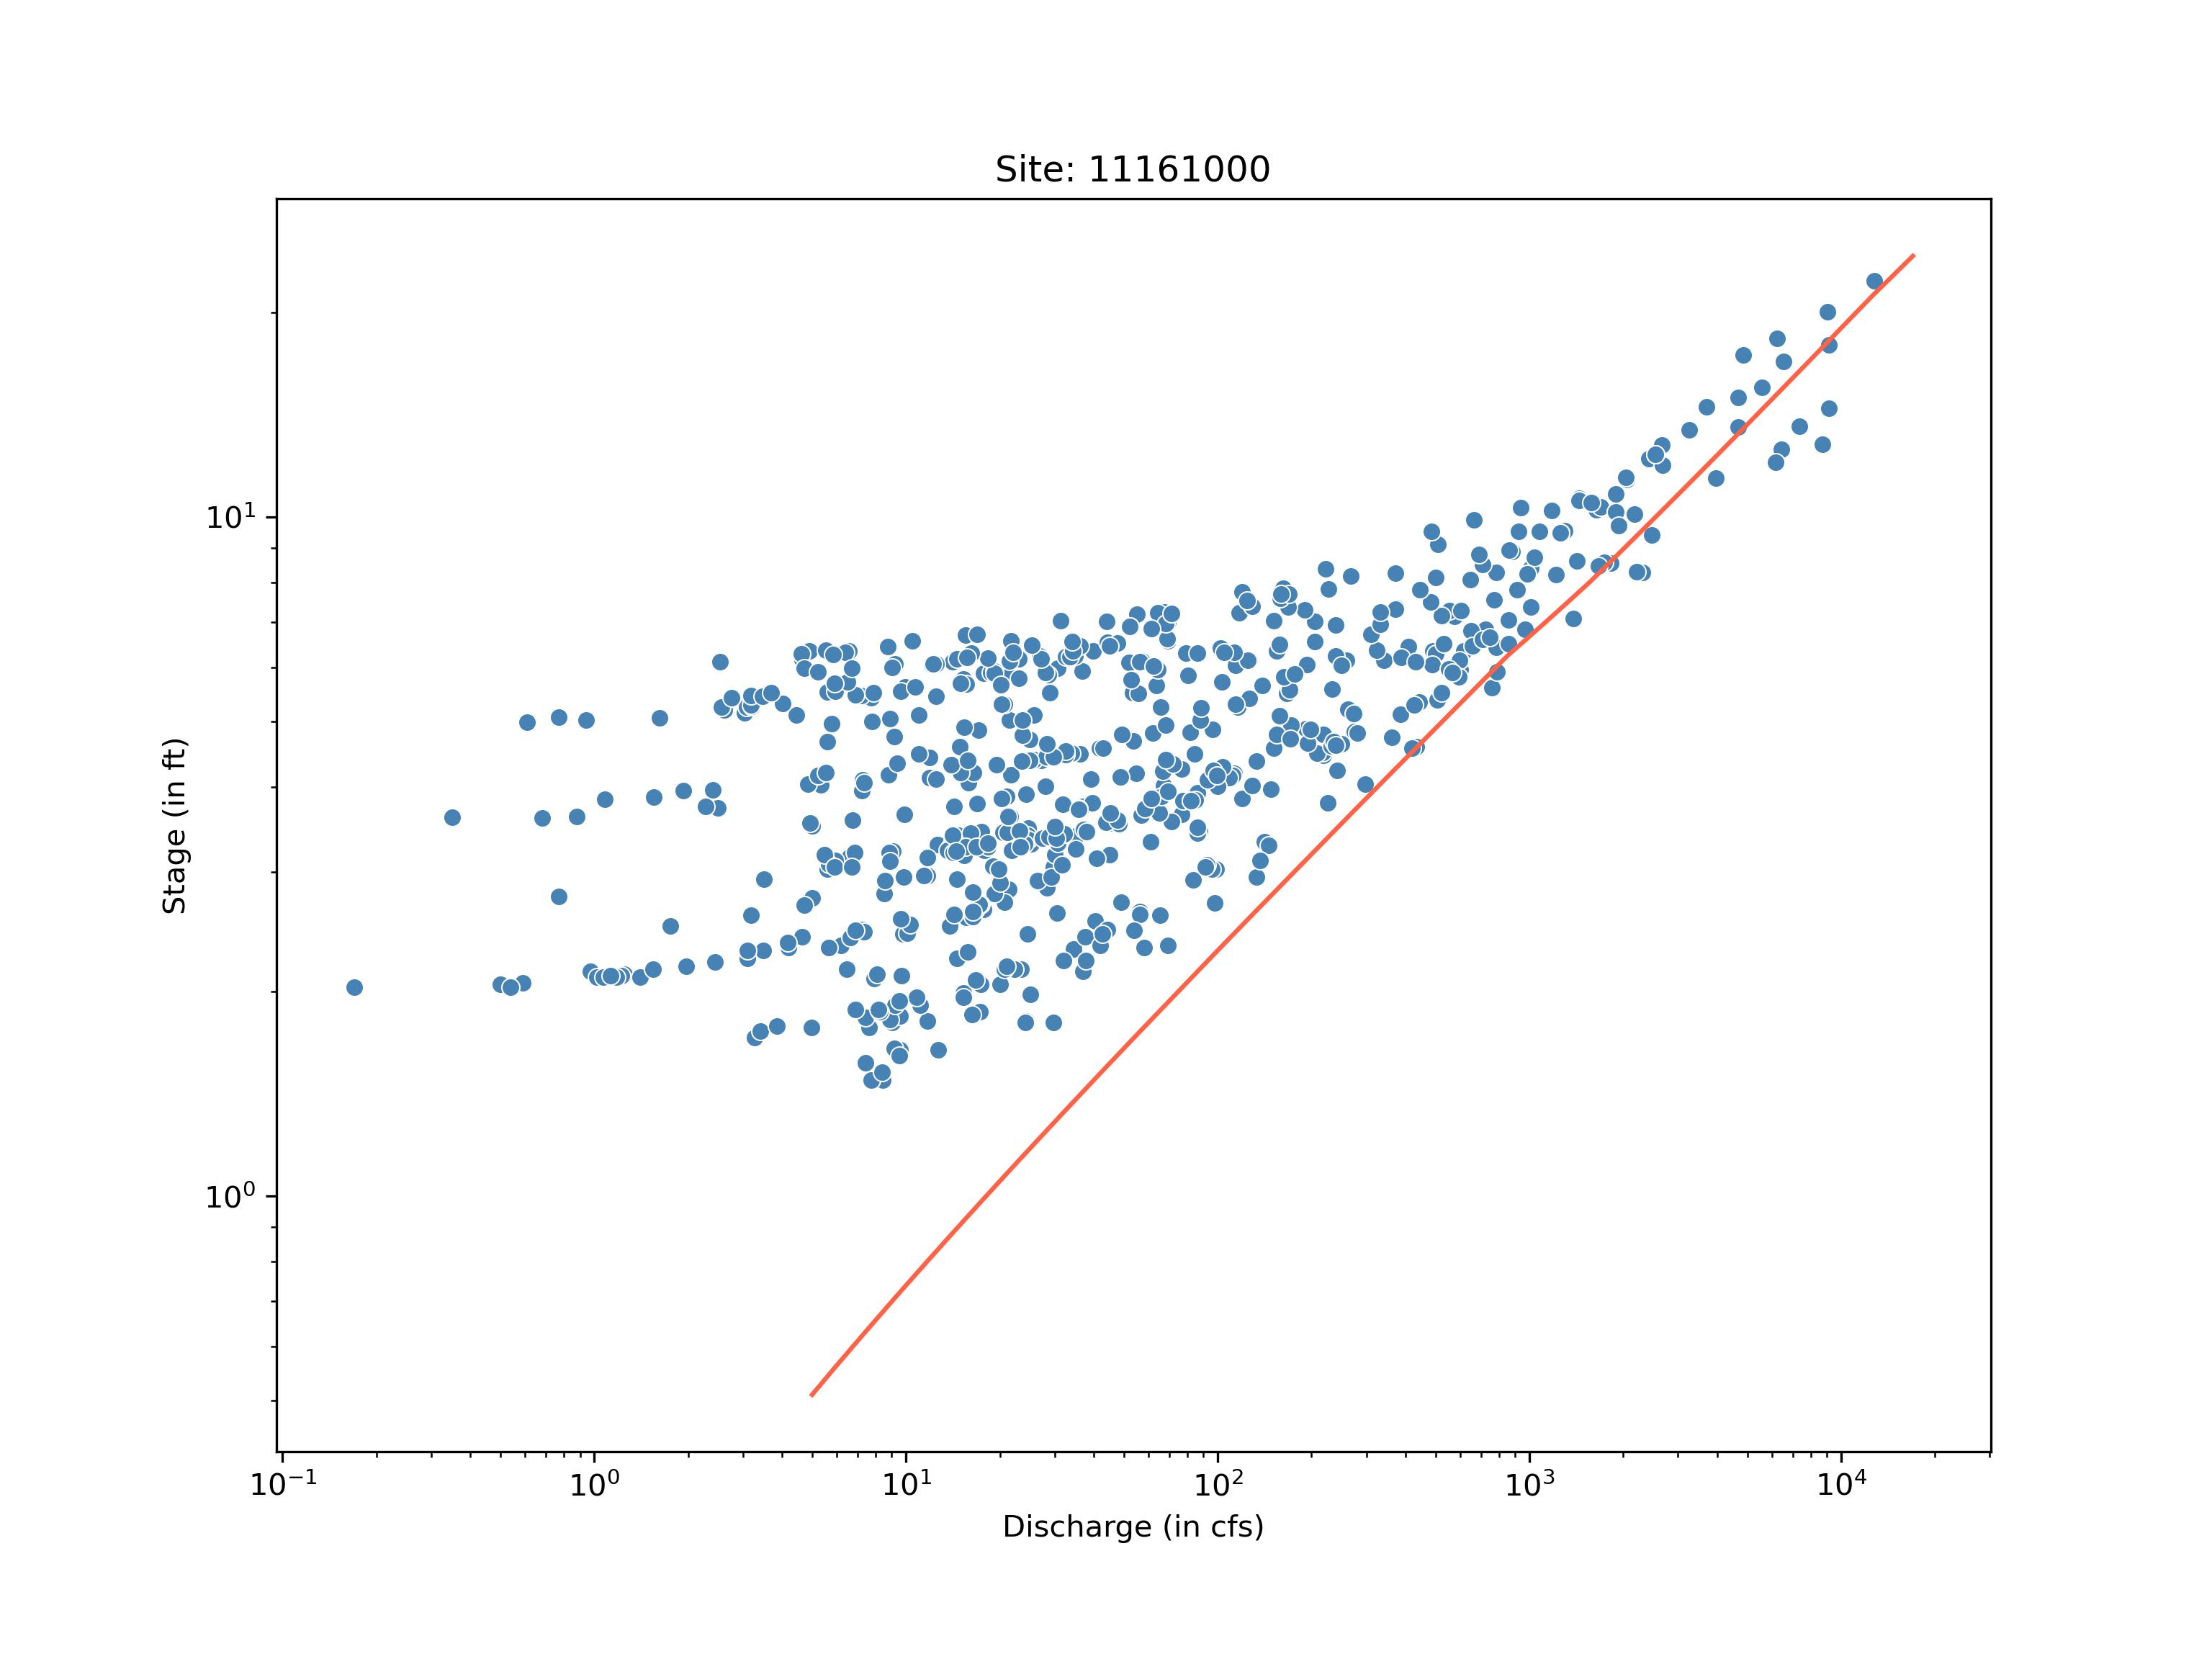 Site: 11161000
Stage (in ft)
10¹
10⁰
10⁻¹ 10⁰ 10¹ 10² 10³ 10⁴
Discharge (in cfs)